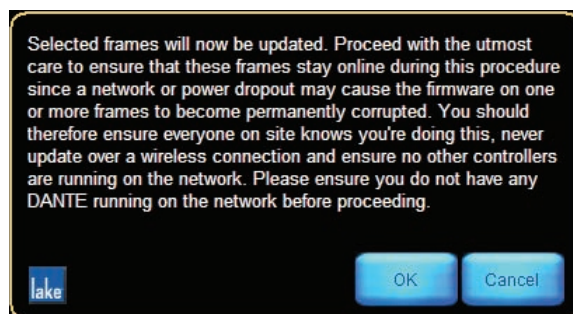 Selected frames will now be updated. Proceed with the utmost
care to ensure that these frames stay online during this procedure
since a network or power dropout may cause the firmware on one
or more frames to become permanently corrupted. You should
therefore ensure everyone on site knows you're doing this, never
update over a wireless connection and ensure no other controllers
are running on the network. Please ensure you do not have any
DANTE running on the network before proceeding.
lake
OK
Cancel